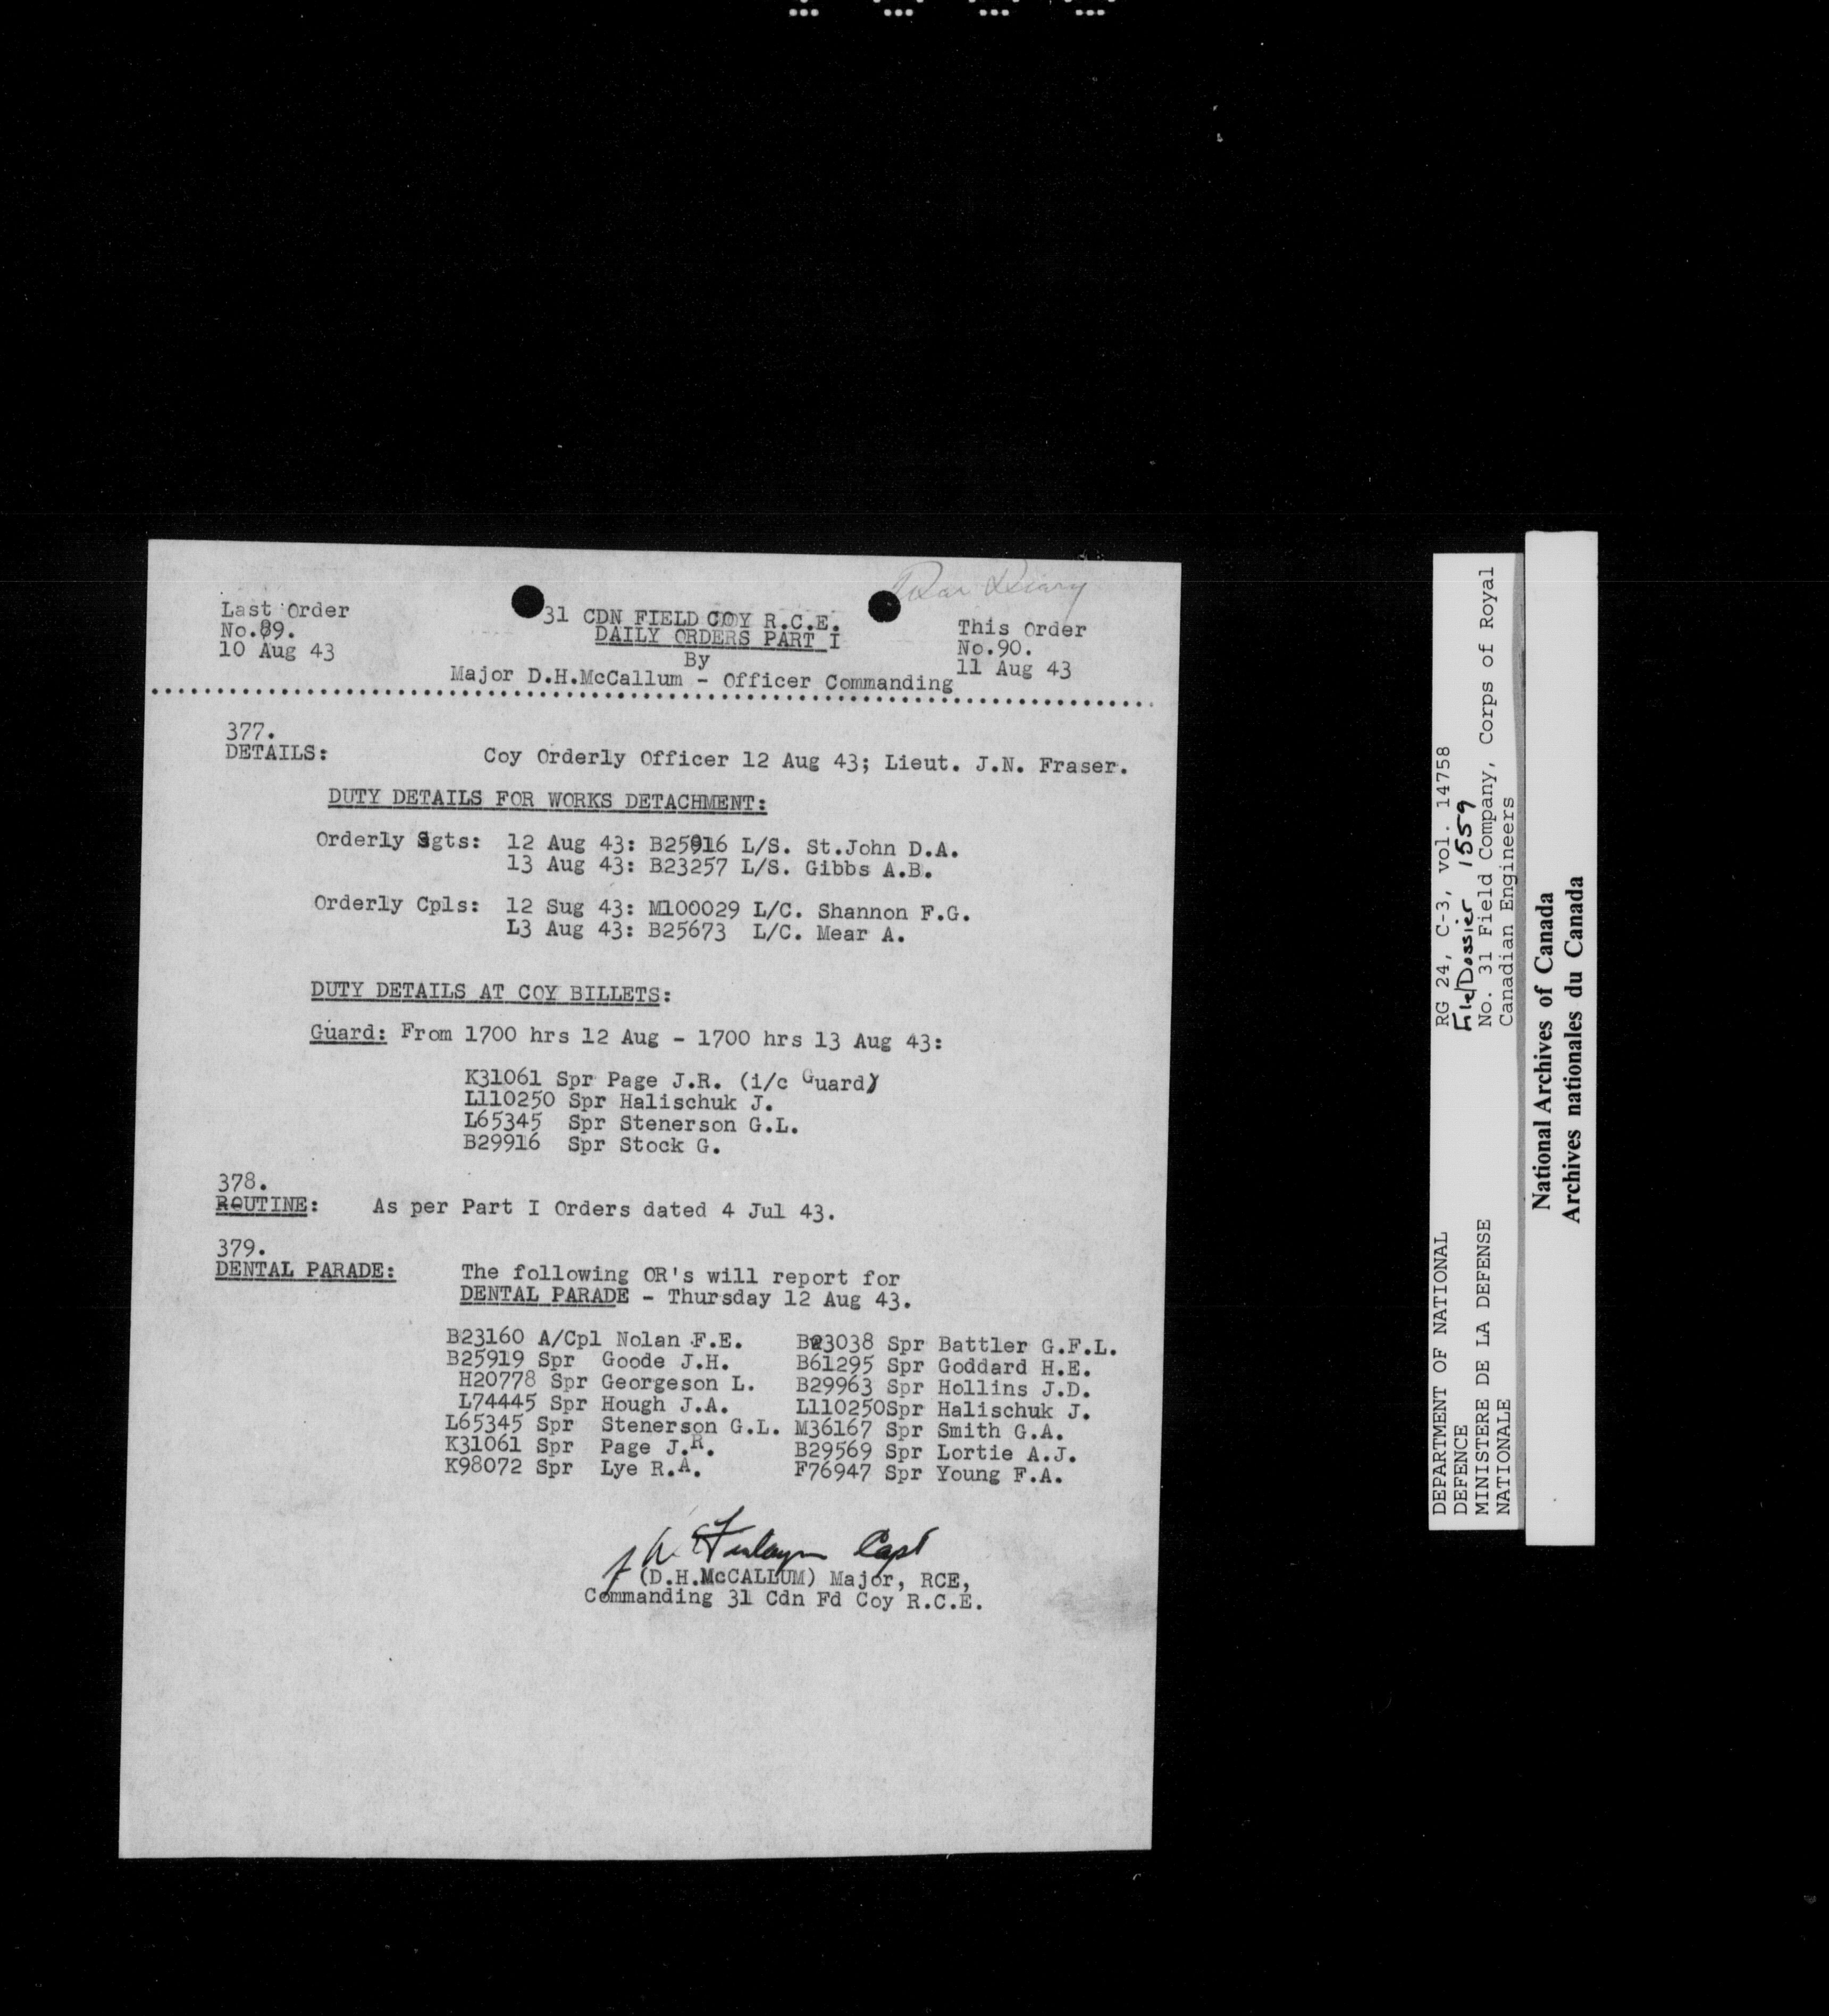 War Diary
Last Order
No.89.
10 Aug 43
31 CDN FIELD COY R.C.E.
DAILY ORDERS PART I
By
Major D.H.McCallum - Officer Commanding
This Order
No.90.
11 Aug 43
377.
DETAILS: Coy Orderly Officer 12 Aug 43; Lieut. J.N. Fraser.
DUTY DETAILS FOR WORKS DETACHMENT:
Orderly Sgts: 12 Aug 43: B25916 L/S. St.John D.A.
13 Aug 43: B23257 L/S. Gibbs A.B.
Orderly Cpls: 12 Sug 43: M100029 L/C. Shannon F.G.
L3 Aug 43: B25673 L/C. Mear A.
DUTY DETAILS AT COY BILLETS:
Guard: From 1700 hrs 12 Aug - 1700 hrs 13 Aug 43:
K31061 Spr Page J.R. (i/c Guard)
L110250 Spr Halischuk J.
L65345 Spr Stenerson G.L.
B29916 Spr Stock G.
378.
ROUTINE: As per Part I Orders dated 4 Jul 43.
379.
DENTAL PARADE: The following OR's will report for
DENTAL PARADE - Thursday 12 Aug 43.
B23160 A/Cpl Nolan F.E. B23038 Spr Battler G.F.L.
B25919 Spr Goode J.H. B61295 Spr Goddard H.E.
H20778 Spr Georgeson L. B29963 Spr Hollins J.D.
L74445 Spr Hough J.A. L110250Spr Halischuk J.
L65345 Spr Stenerson G.L. M36167 Spr Smith G.A.
K31061 Spr Page J.R. B29569 Spr Lortie A.J.
K98072 Spr Lye R.A. F76947 Spr Young F.A.
Capt
(D.H.McCALLUM) Major, RCE,
Commanding 31 Cdn Fd Coy R.C.E.
DEPARTMENT OF NATIONAL
DEFENCE
MINISTERE DE LA DEFENSE
NATIONALE
RG 24, C-3, vol. 14758
File/Dossier 1559
No. 31 Field Company, Corps of Royal
Canadian Engineers
National Archives of Canada
Archives nationales du Canada